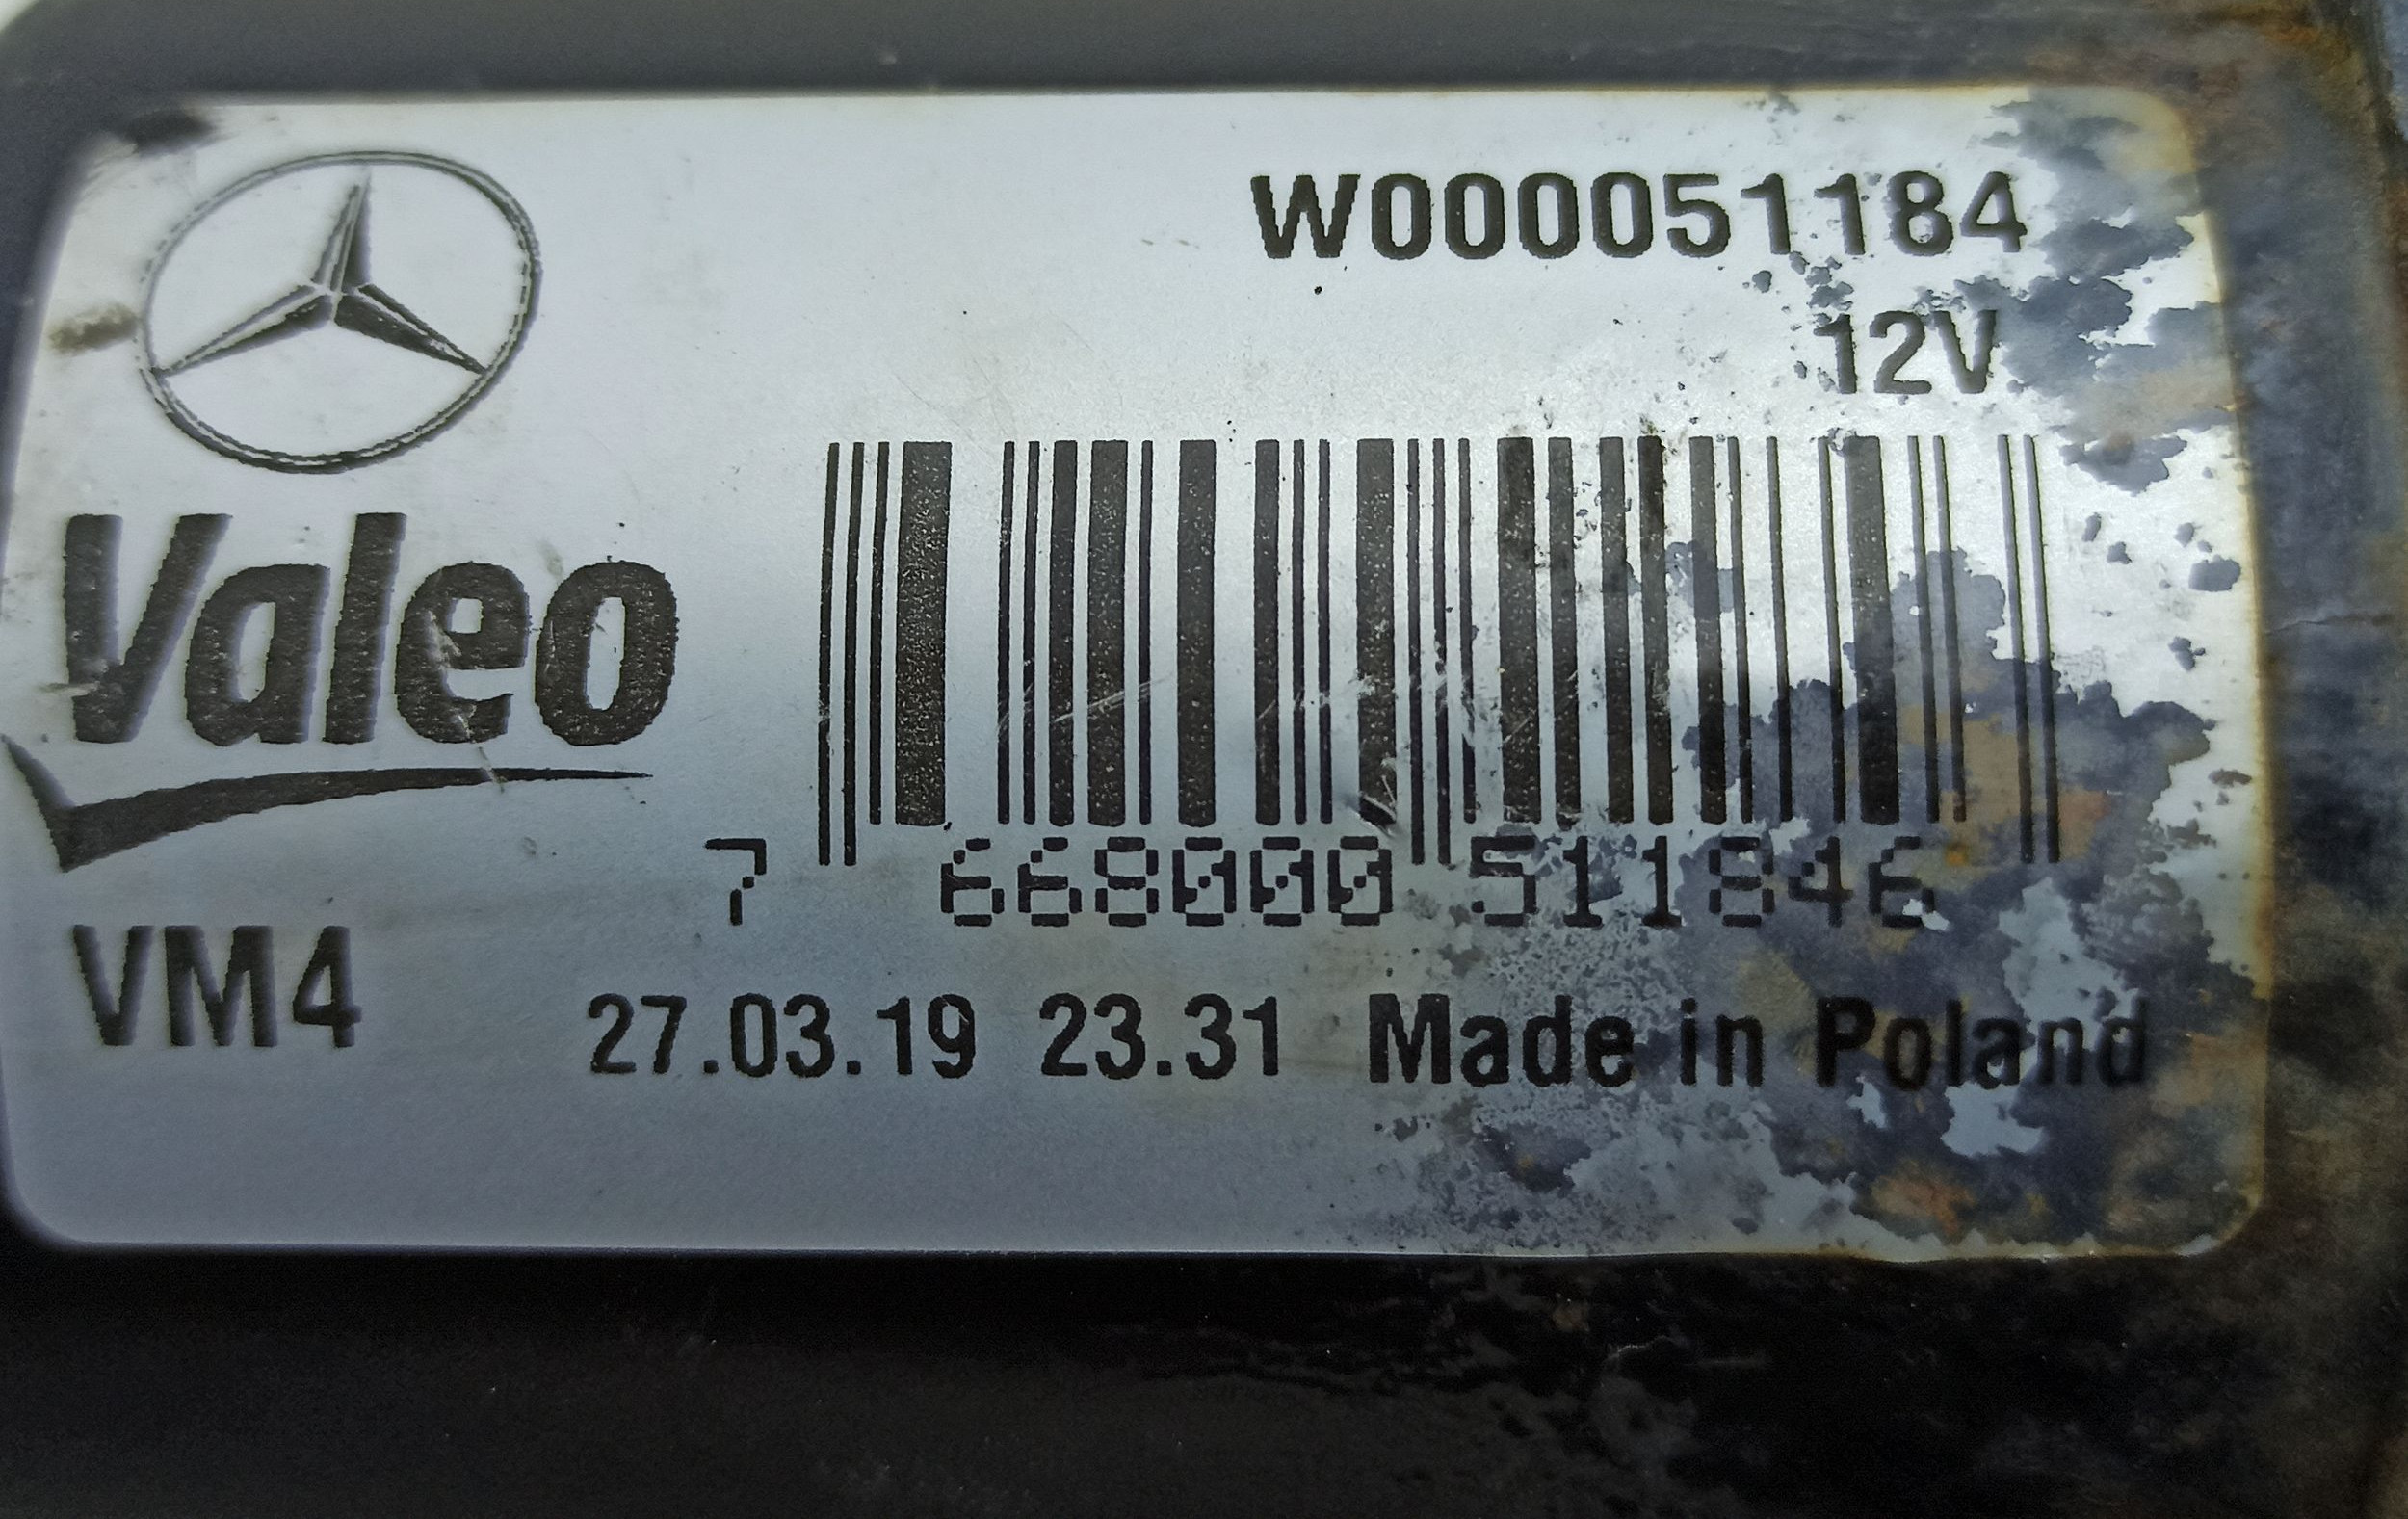 W000051184
12V
Valeo
7 668000 511846
VM4
27.03.19 23.31 Made in Poland